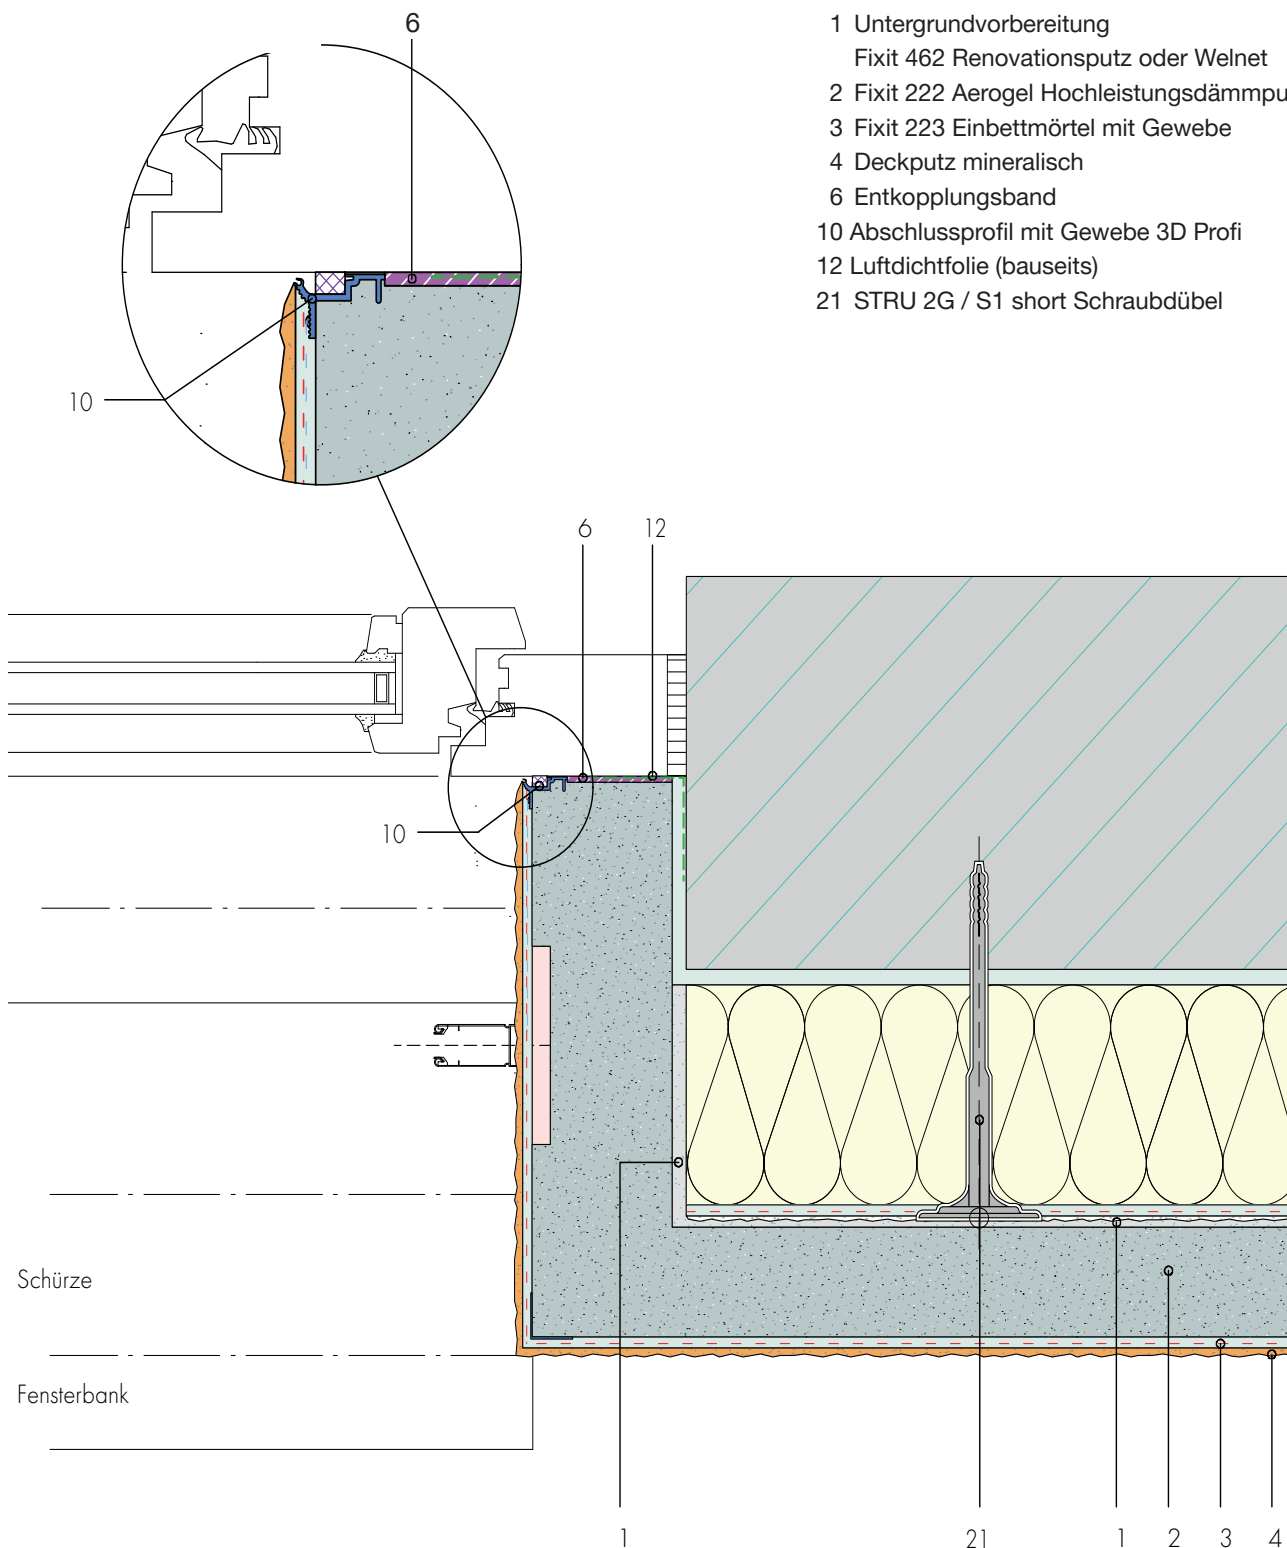 6
1 Untergrundvorbereitung
Fixit 462 Renovationsputz oder Welnet
2 Fixit 222 Aerogel Hochleistungsdämmpu
3 Fixit 223 Einbettmörtel mit Gewebe
4 Deckputz mineralisch
6 Entkopplungsband
10 Abschlussprofil mit Gewebe 3D Profi
12 Luftdichtfolie (bauseits)
21 STRU 2G / S1 short Schraubdübel
10
6 12
10
Schürze
Fensterbank
1 21 1 2 3 4